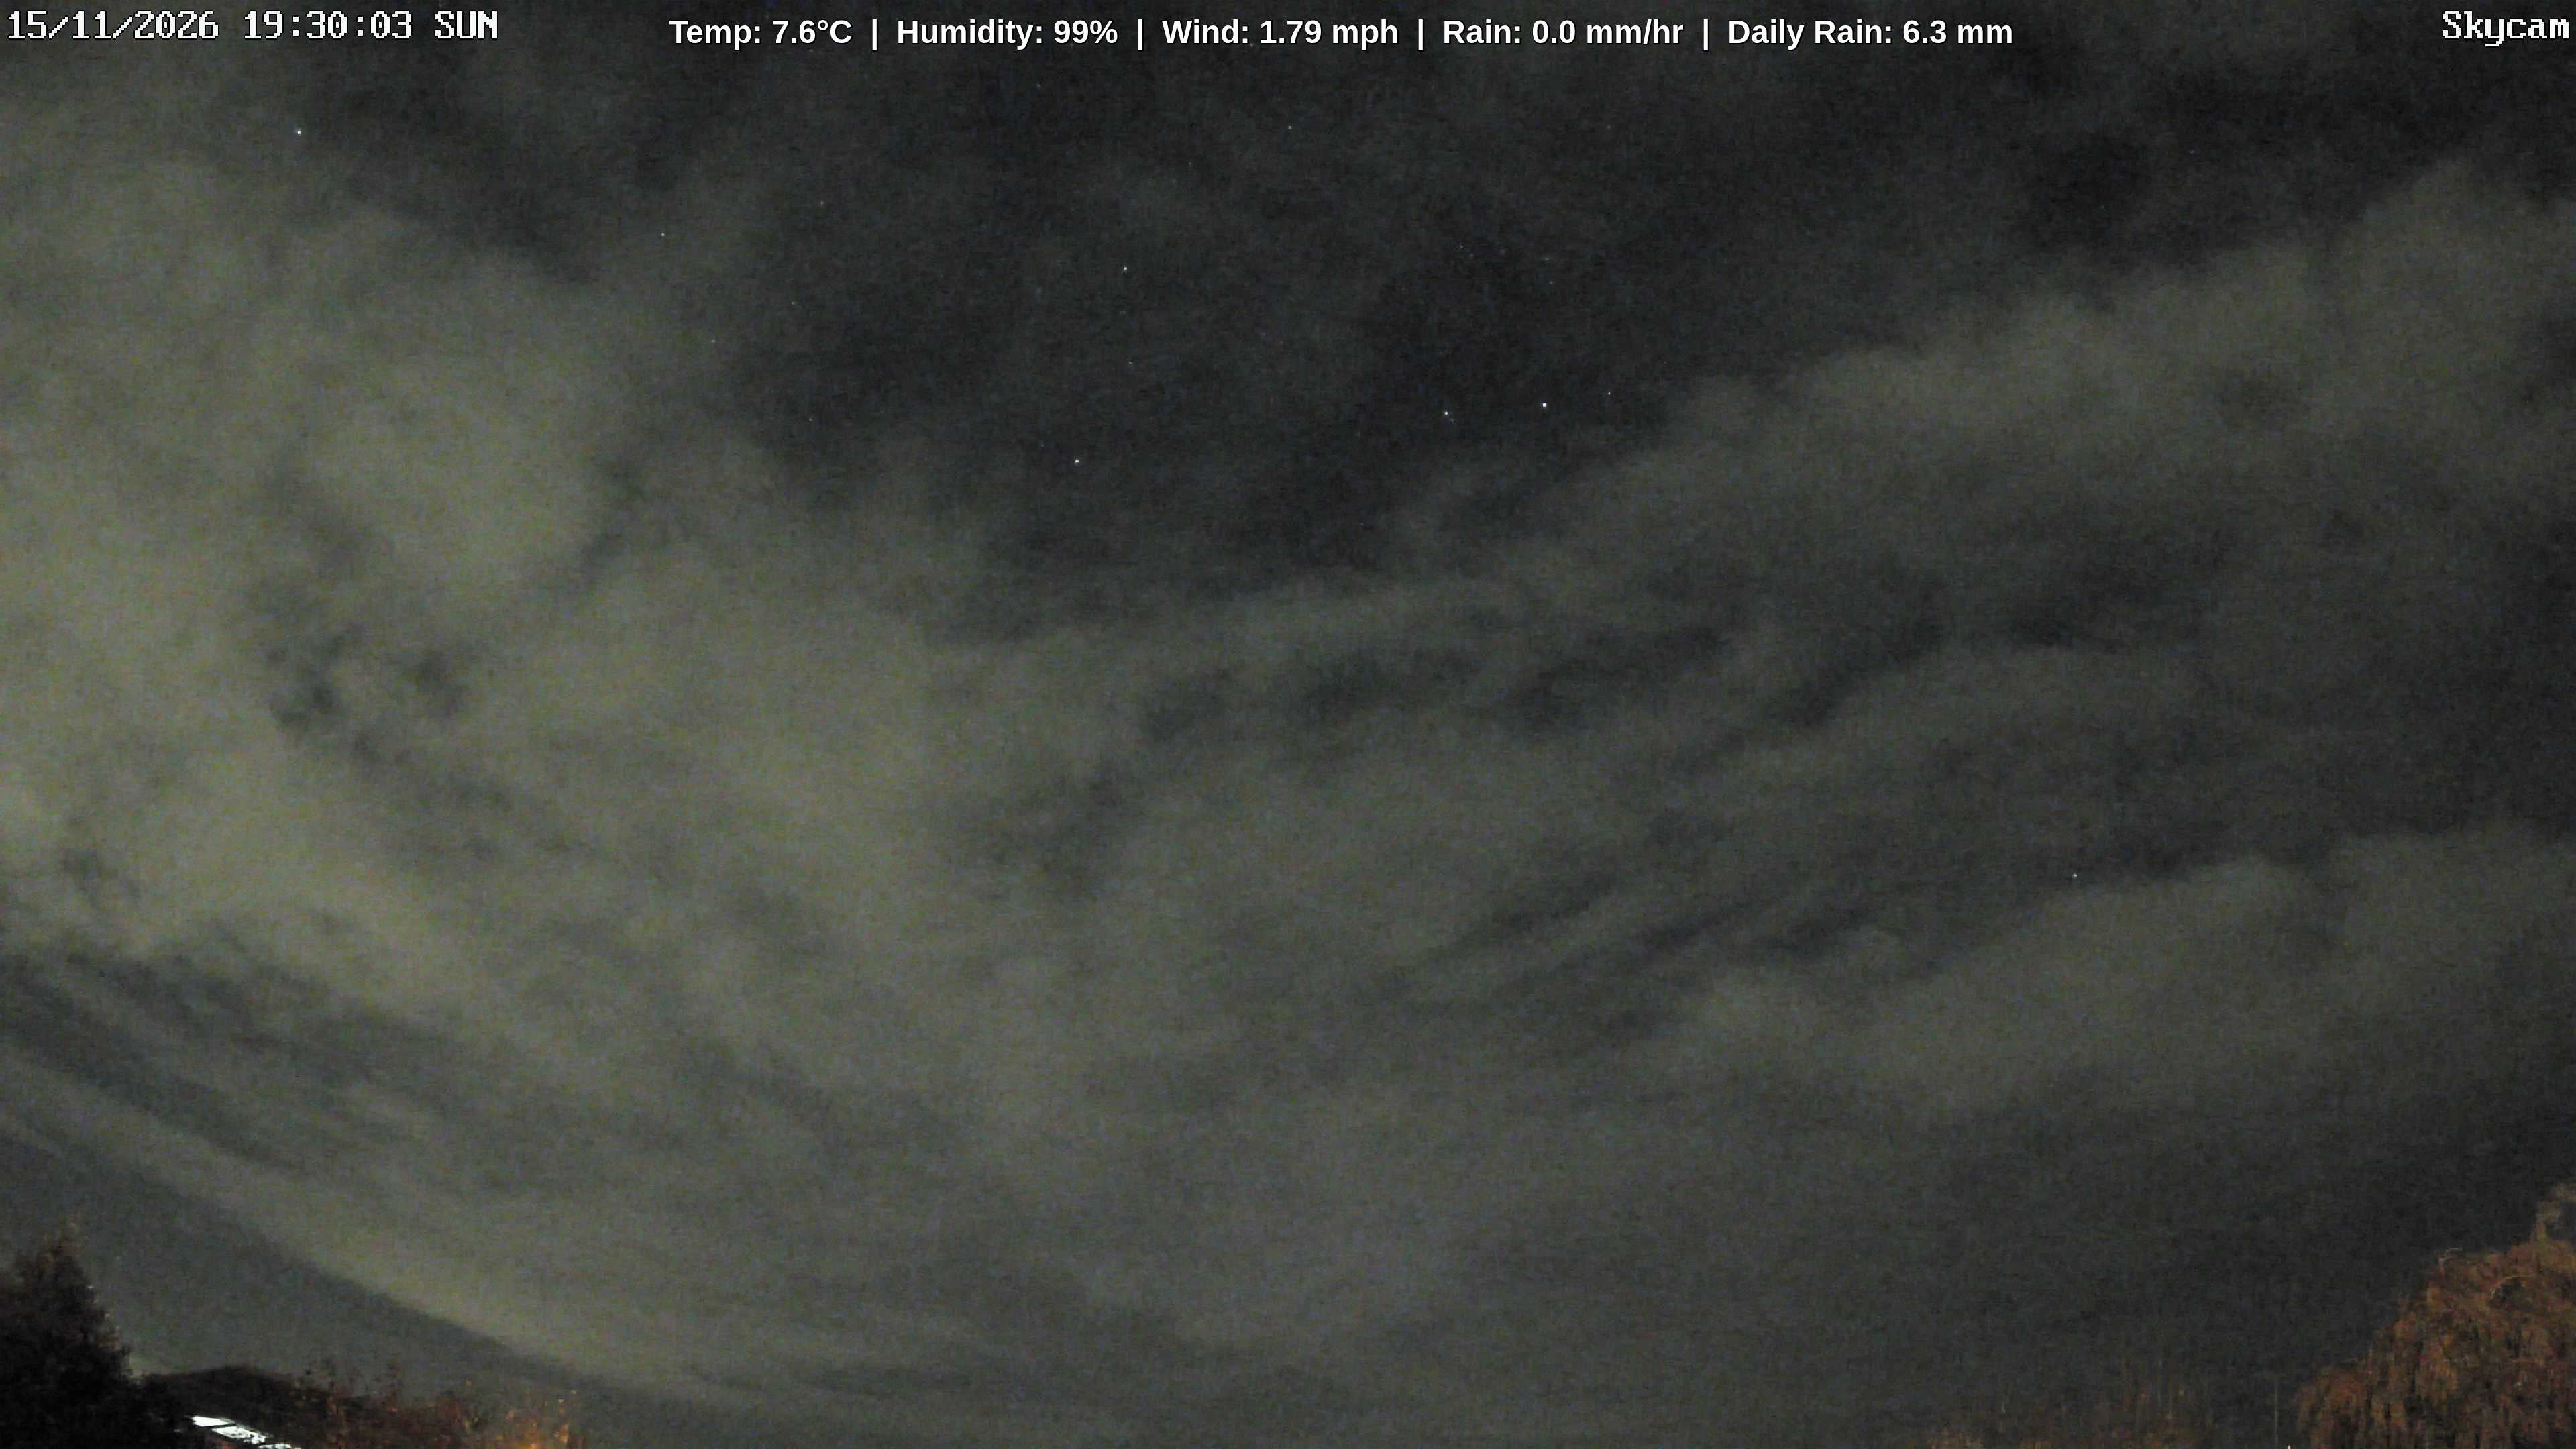 15/11/2026 19:30:03 SUN
Temp: 7.6°C | Humidity: 99% | Wind: 1.79 mph | Rain: 0.0 mm/hr | Daily Rain: 6.3 mm
Skycam